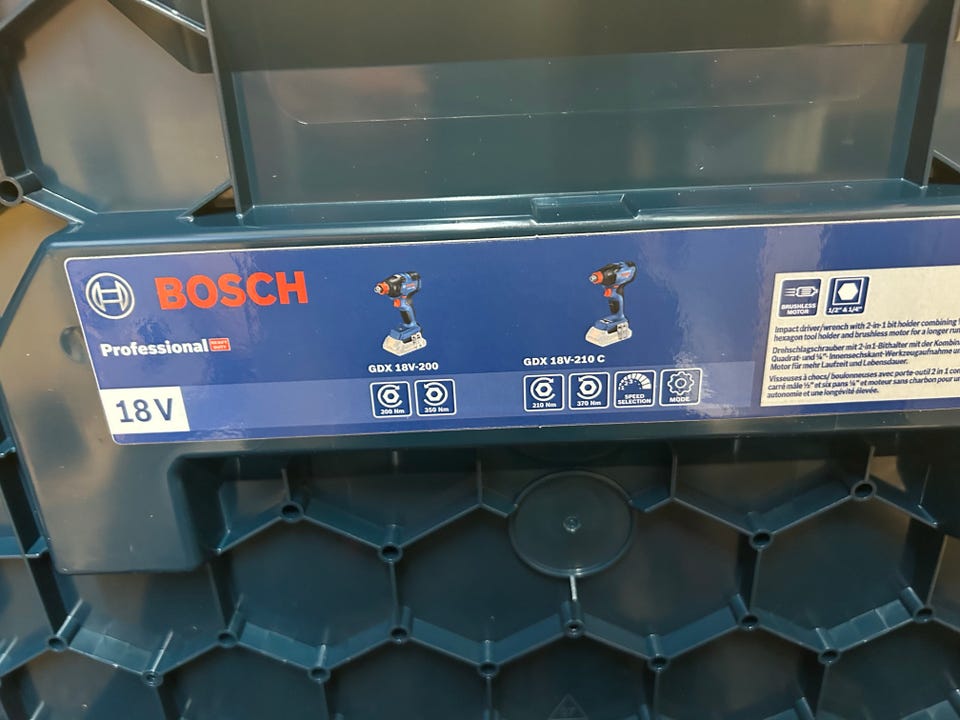 BOSCH
Professional HEAVY DUTY
18V
GDX 18V-200
200 Nm
350 Nm
GDX 18V-210 C
210 Nm
370 Nm
SPEED
SELECTION
MODE
BRUSHLESS
MOTOR
1/2" & 1/4"
Impact driver/wrench with 2-in-1 bit holder combining
hexagon tool holder and brushless motor for a longer
Drehschlagschrauber mit 2-in-1-Bithalter mit der
Quadrat- und ¼"- Innensechskant-Werkzeugaufnahme
Motor für mehr Laufzeit und Lebensdauer.
Visseuses à chocs/ boulonneuses avec porte-outil 2 in 1
carré mâle ½" et six pans ¼" et moteur sans charbon pour
autonomie et une longévité élevée.